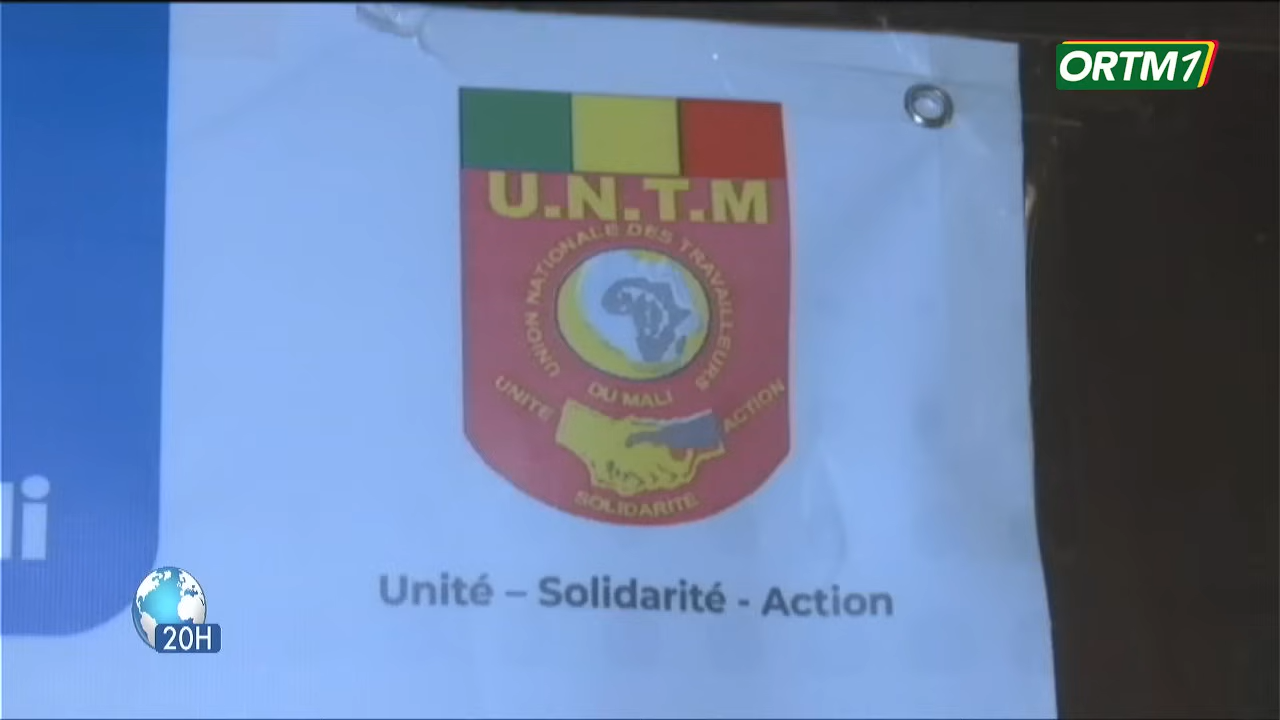 ORTM1
U.N.T.M
UNION NATIONALE DES TRAVAILLEURS
DU MALI
UNITE
ACTION
SOLIDARITE
li
Unité – Solidarité - Action
20H